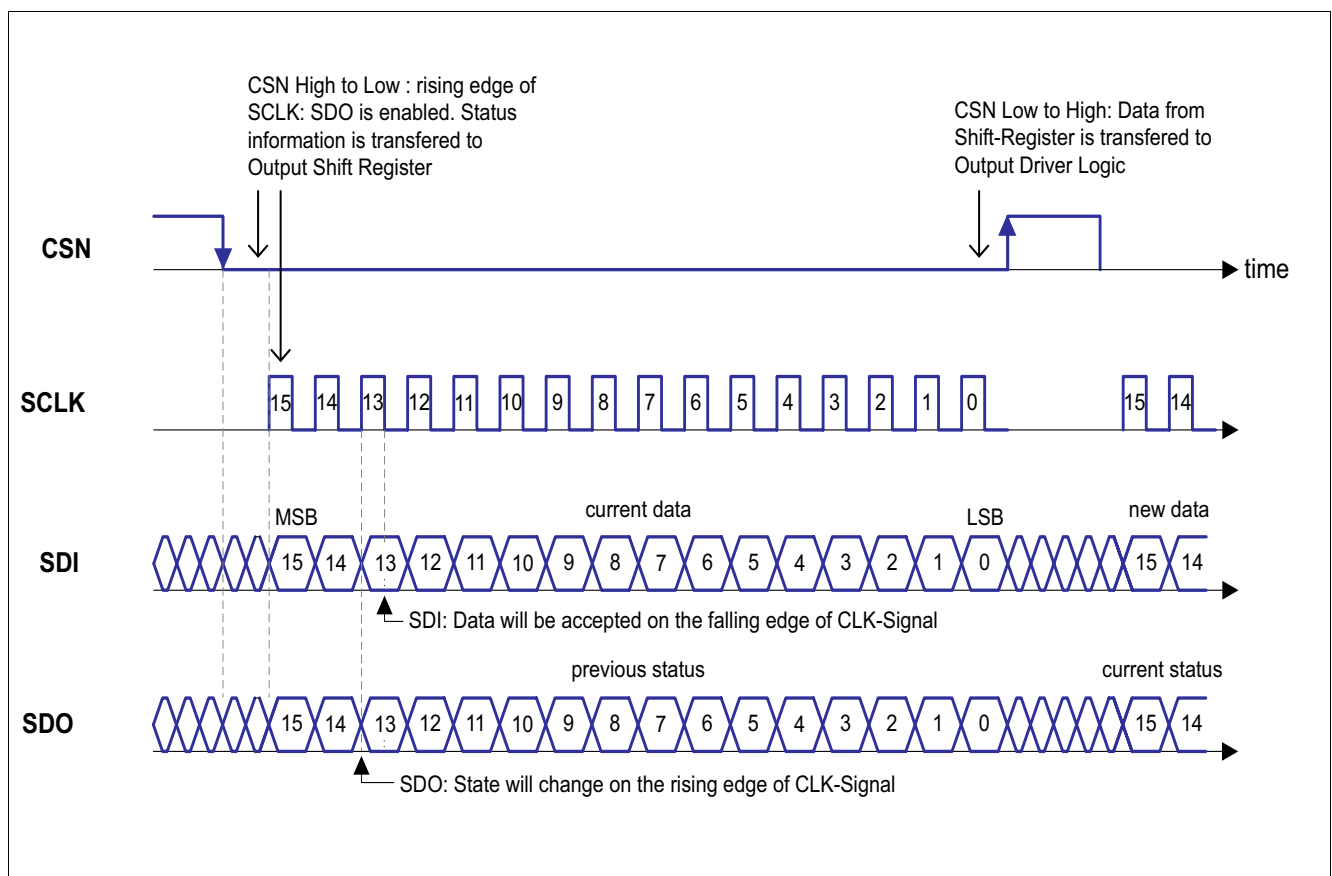 CSN High to Low : rising edge of
SCLK: SDO is enabled. Status
information is transfered to
Output Shift Register
CSN Low to High: Data from
Shift-Register is transfered to
Output Driver Logic
CSN
time
SCLK
15 14 13 12 11 10 9 8 7 6 5 4 3 2 1 0 15 14
MSB
current data
LSB
new data
SDI
15 14 13 12 11 10 9 8 7 6 5 4 3 2 1 0 15 14
SDI: Data will be accepted on the falling edge of CLK-Signal
previous status
current status
SDO
15 14 13 12 11 10 9 8 7 6 5 4 3 2 1 0 15 14
SDO: State will change on the rising edge of CLK-Signal